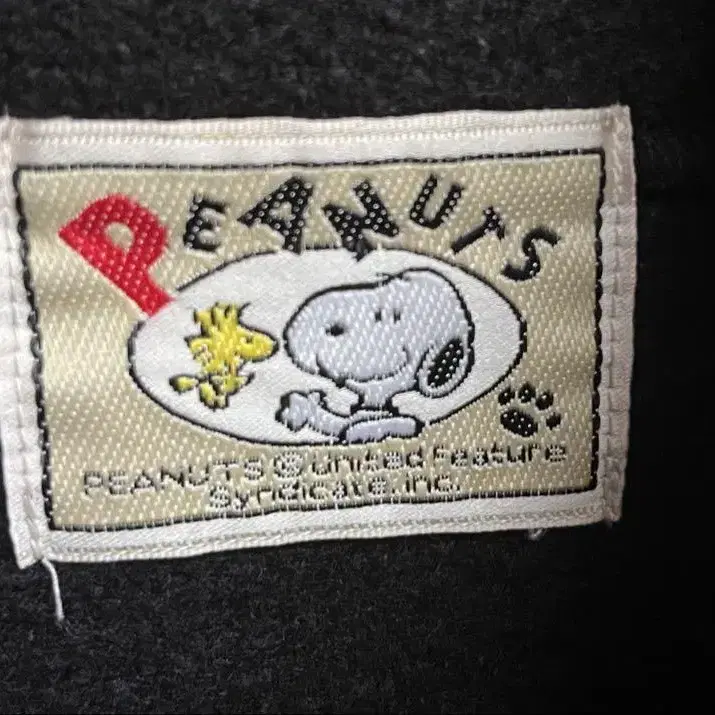 PEANUTS
PEANUTS © United Feature
Syndicate, Inc.